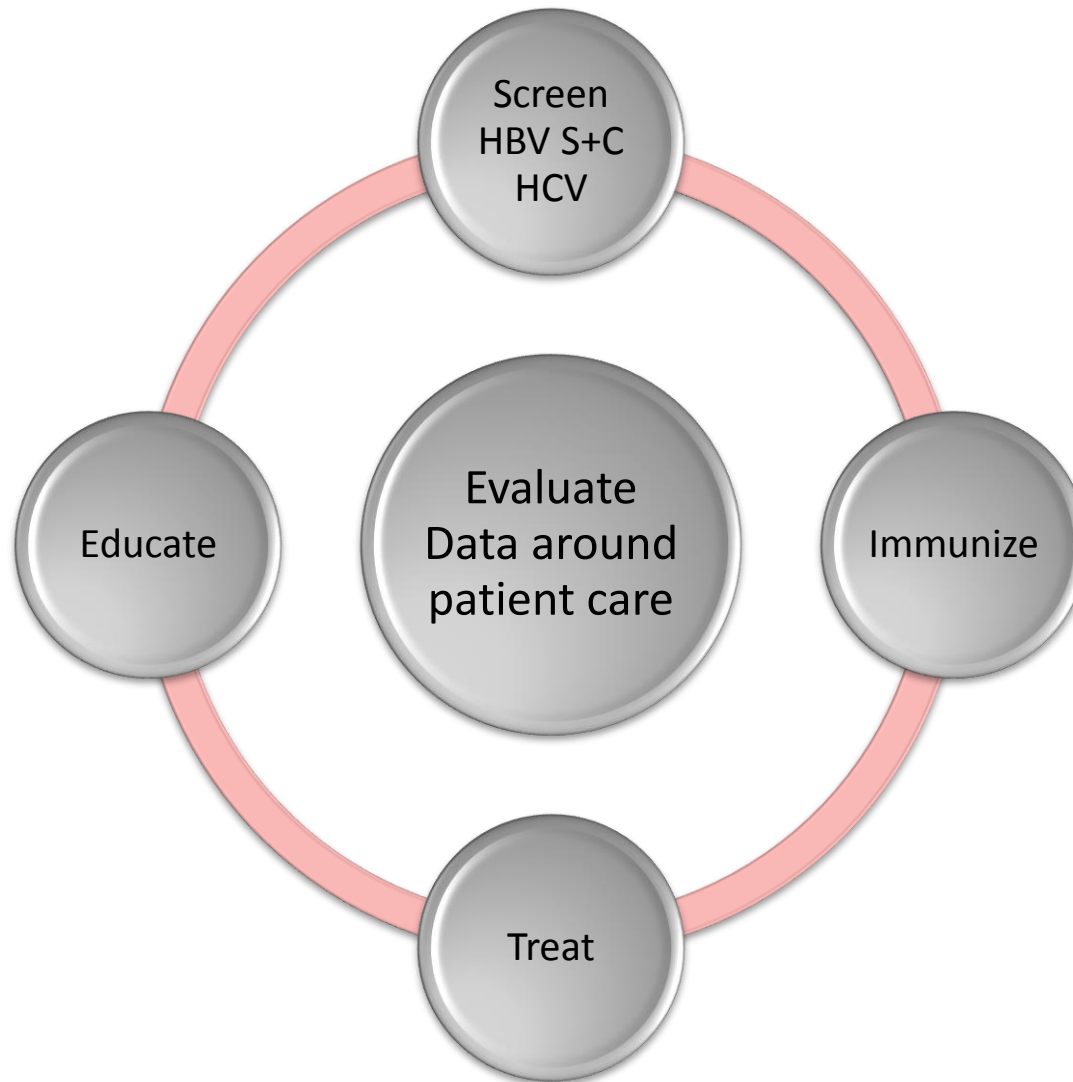 Screen
HBV S+C
HCV
Educate
Evaluate
Data around
patient care
Immunize
Treat